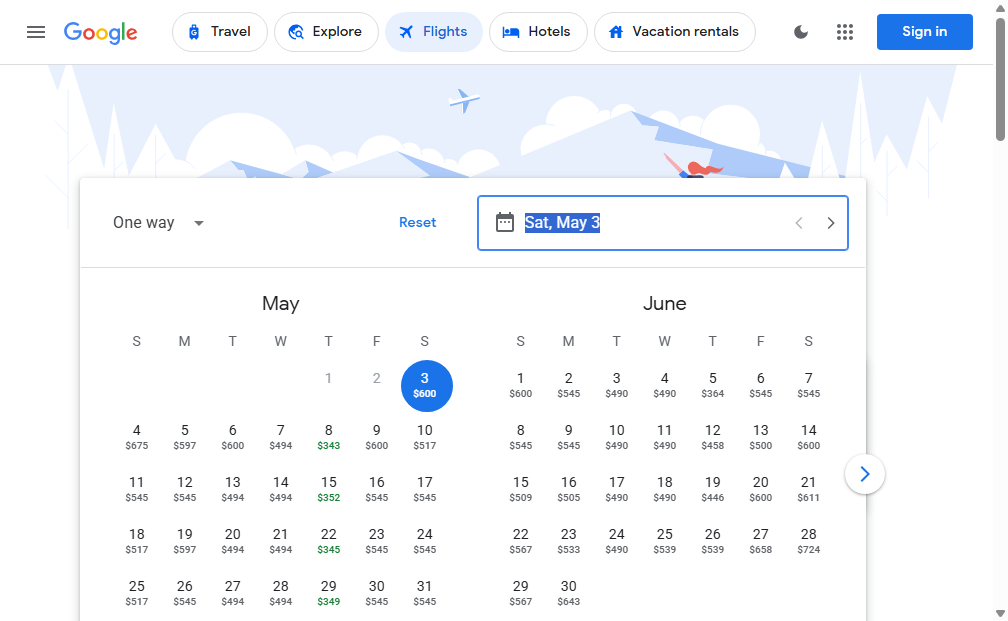 Google
Travel
Explore
Flights
Hotels
Vacation rentals
Sign in
One way
Reset
Sat, May 3
May
S M T W T F S
1 2 3
$600
4 5 6 7 8 9 10
$675 $597 $600 $494 $343 $600 $517
11 12 13 14 15 16 17
$545 $545 $494 $494 $352 $545 $545
18 19 20 21 22 23 24
$517 $597 $494 $494 $345 $545 $545
25 26 27 28 29 30 31
$517 $545 $494 $494 $349 $545 $545
June
S M T W T F S
1 2 3 4 5 6 7
$600 $545 $490 $490 $364 $545 $545
8 9 10 11 12 13 14
$545 $545 $490 $490 $458 $500 $600
15 16 17 18 19 20 21
$509 $505 $490 $490 $446 $600 $611
22 23 24 25 26 27 28
$567 $533 $490 $539 $539 $658 $724
29 30
$567 $643